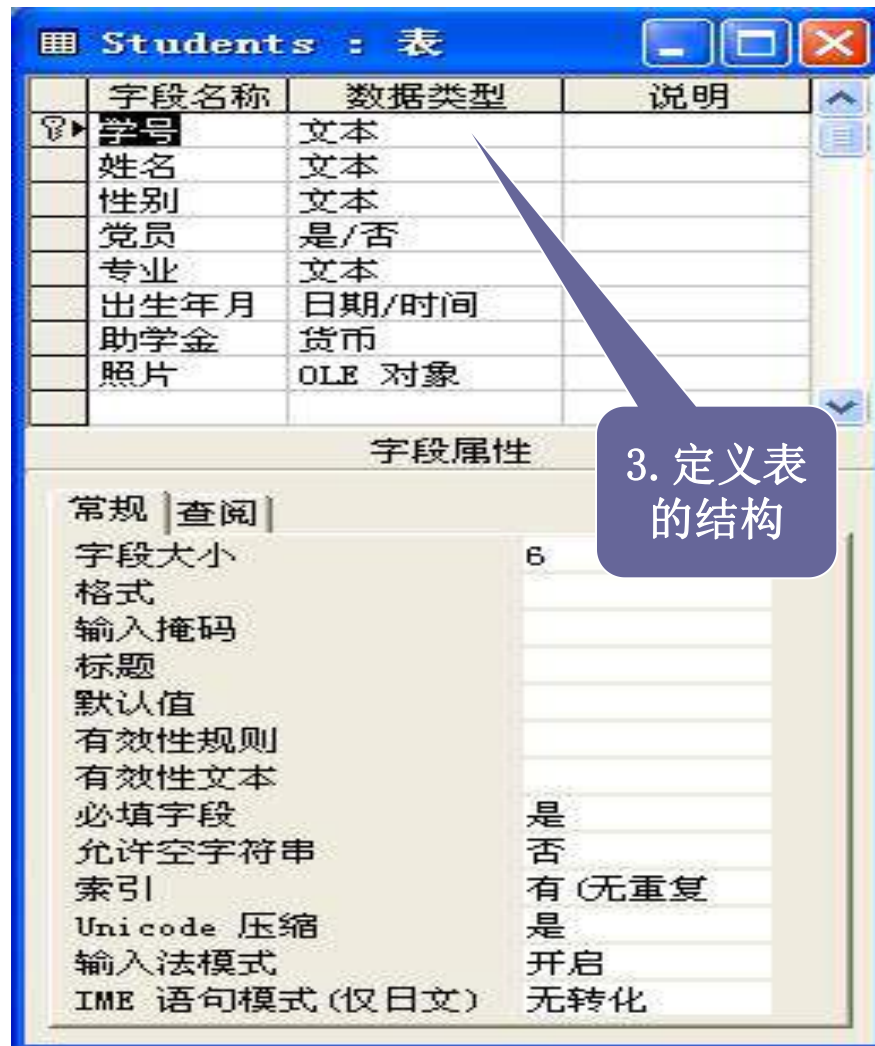 Students : 表
字段名称 数据类型 说明
学号 文本
姓名 文本
性别 文本
党员 是/否
专业 文本
出生年月 日期/时间
助学金 货币
照片 OLE 对象
字段属性
3.定义表
的结构
常规 查阅
字段大小 6
格式
输入掩码
标题
默认值
有效性规则
有效性文本
必填字段 是
允许空字符串 否
索引 有(无重复
Unicode 压缩 是
输入法模式 开启
IME 语句模式(仅日文) 无转化